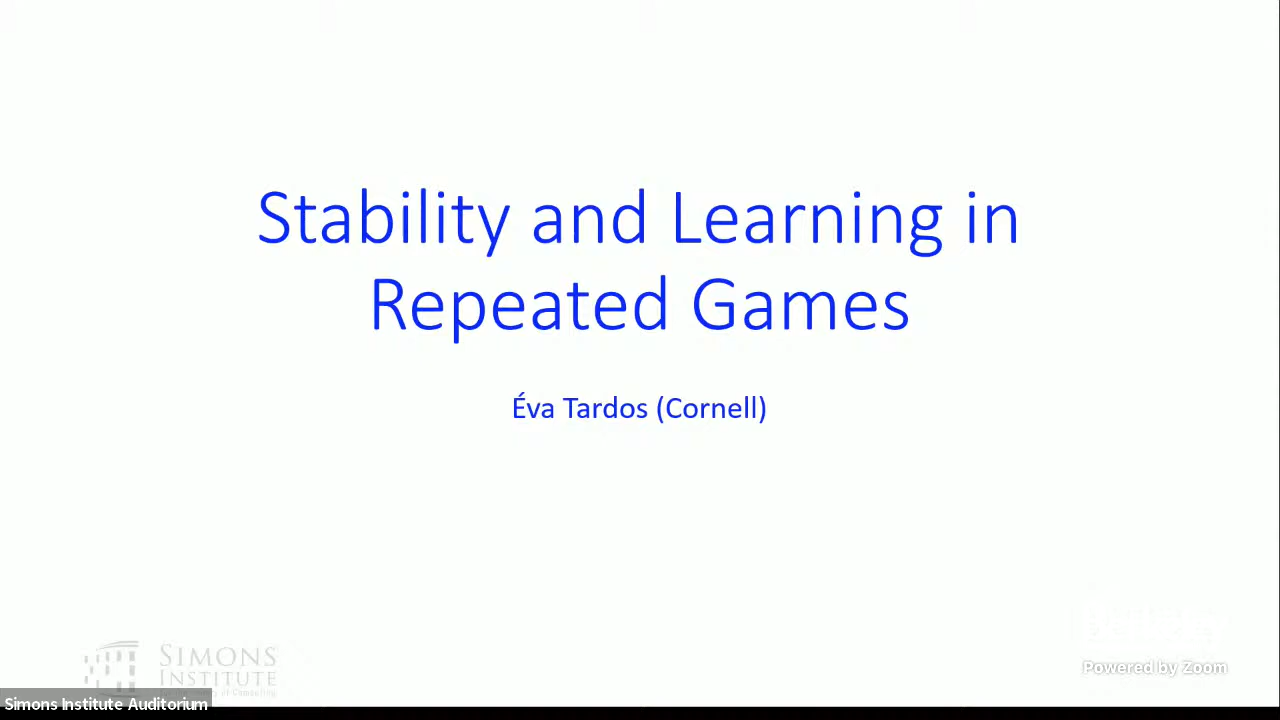 Stability and Learning in
Repeated Games
Éva Tardos (Cornell)
SIMONS
INSTITUTE
Powered by Zoom
Simons Institute Auditorium